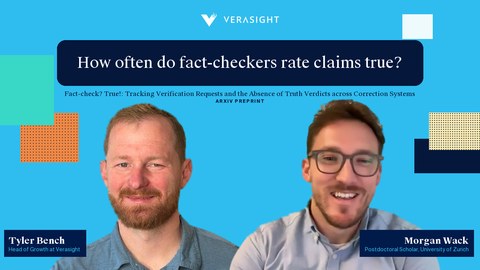 VERASIGHT
How often do fact-checkers rate claims true?
Fact-check? True!: Tracking Verification Requests and the Absence of Truth Verdicts across Correction Systems
ARXIV PREPRINT
Tyler Bench
Head of Growth at Verasight
Morgan Wack
Postdoctoral Scholar, University of Zurich